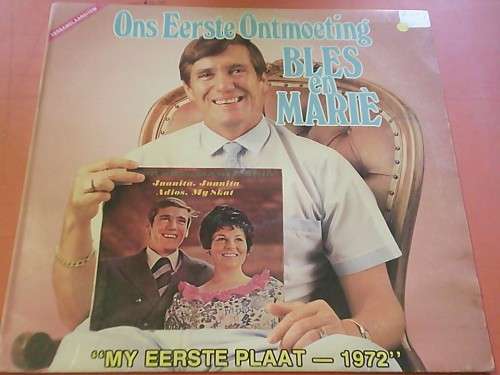 Ons Eerste Ontmoeting
BLES
en
MARIË
Juanita, Juanita
Adios, My Skat
"MY EERSTE PLAAT — 1972"